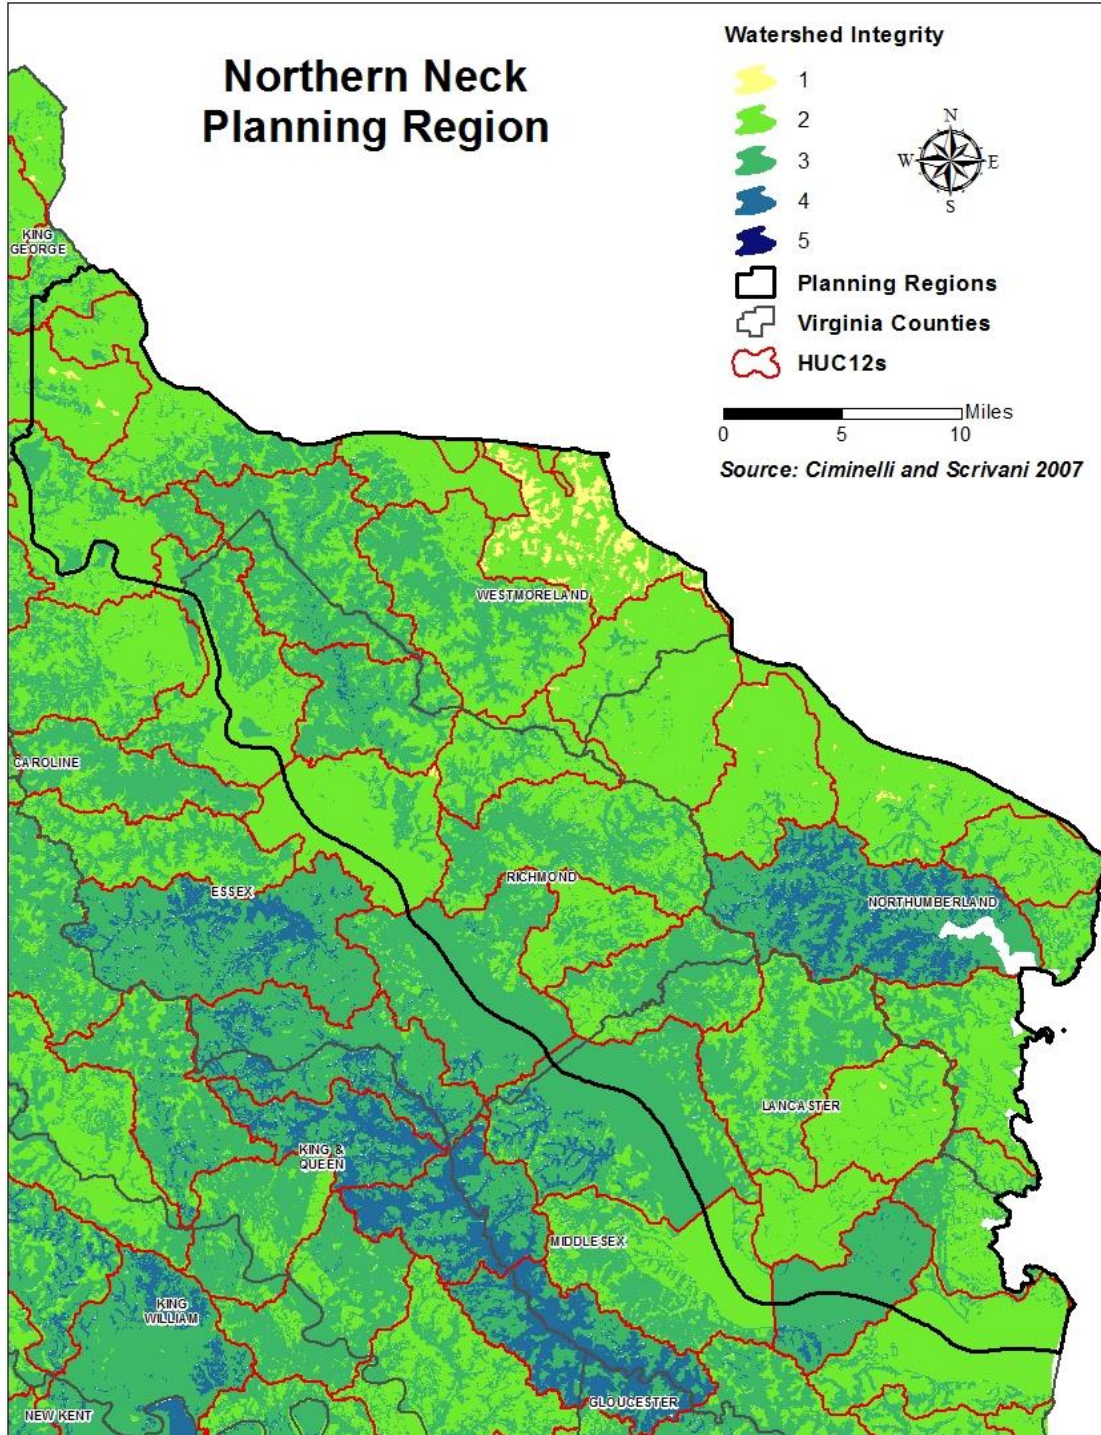 Northern Neck
Planning Region
Watershed Integrity
1
2
3
4
5
N
W
E
S
Planning Regions
Virginia Counties
HUC12s
Miles
0
5
10
Source: Ciminelli and Scrivani 2007
KING
GEORGE
WESTMORELAND
CAROLINE
ESSEX
RICHMOND
NORTHUMBERLAND
LANCASTER
KING &
QUEEN
MIDDLESEX
KING
WILLIAM
GLOUCESTER
NEW KENT